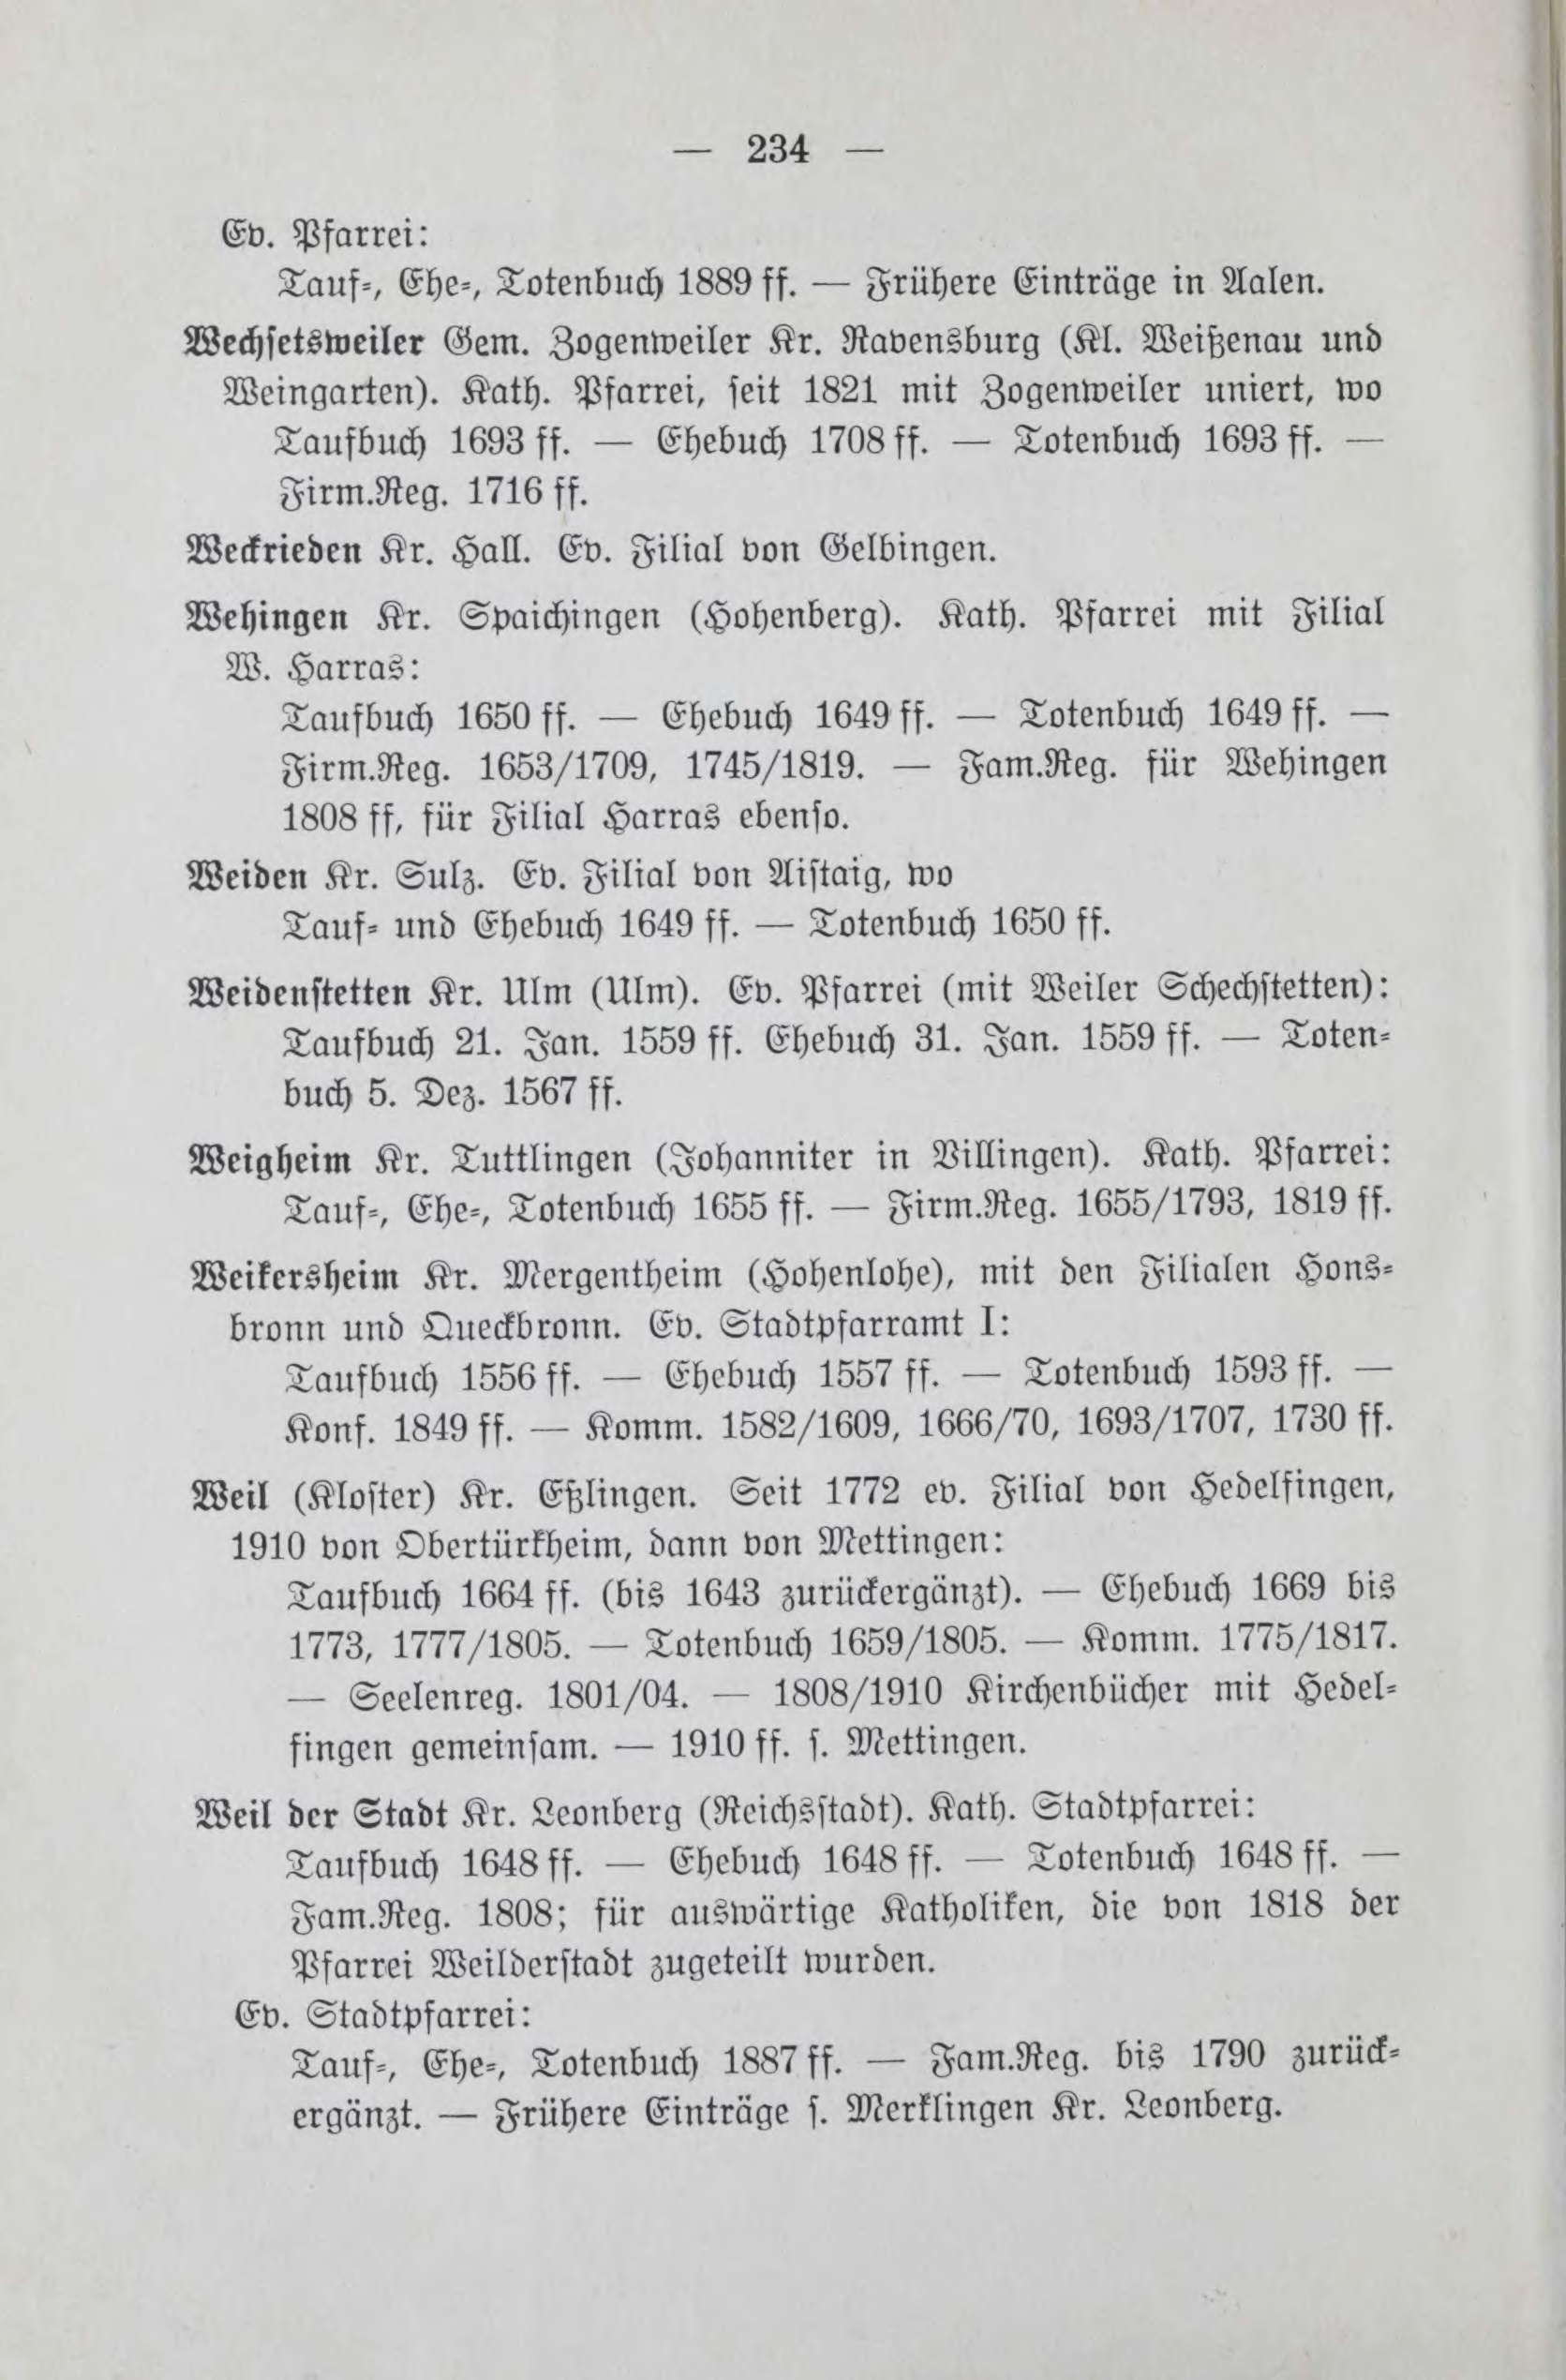 — 234 —
Ev. Pfarrei:
Tauf-, Ehe-, Totenbuch 1889 ff. — Frühere Einträge in Aalen.
Wechsetsweiler Gem. Zogenweiler Kr. Ravensburg (Kl. Weißenau und
Weingarten). Kath. Pfarrei, seit 1821 mit Zogenweiler uniert, wo
Taufbuch 1693 ff. — Ehebuch 1708 ff. — Totenbuch 1693 ff. —
Firm.Reg. 1716 ff.
Weckrieden Kr. Hall. Ev. Filial von Gelbingen.
Wehingen Kr. Spaichingen (Hohenberg). Kath. Pfarrei mit Filial
W. Harras:
Taufbuch 1650 ff. — Ehebuch 1649 ff. — Totenbuch 1649 ff. —
Firm.Reg. 1653/1709, 1745/1819. — Fam.Reg. für Wehingen
1808 ff, für Filial Harras ebenso.
Weiden Kr. Sulz. Ev. Filial von Aistaig, wo
Tauf- und Ehebuch 1649 ff. — Totenbuch 1650 ff.
Weidenstetten Kr. Ulm (Ulm). Ev. Pfarrei (mit Weiler Schechstetten):
Taufbuch 21. Jan. 1559 ff. Ehebuch 31. Jan. 1559 ff. — Toten-
buch 5. Dez. 1567 ff.
Weigheim Kr. Tuttlingen (Johanniter in Villingen). Kath. Pfarrei:
Tauf-, Ehe-, Totenbuch 1655 ff. — Firm.Reg. 1655/1793, 1819 ff.
Weikersheim Kr. Mergentheim (Hohenlohe), mit den Filialen Hons-
bronn und Queckbronn. Ev. Stadtpfarramt I:
Taufbuch 1556 ff. — Ehebuch 1557 ff. — Totenbuch 1593 ff. —
Konf. 1849 ff. — Komm. 1582/1609, 1666/70, 1693/1707, 1730 ff.
Weil (Kloster) Kr. Eßlingen. Seit 1772 ev. Filial von Hedelfingen,
1910 von Obertürkheim, dann von Mettingen:
Taufbuch 1664 ff. (bis 1643 zurückergänzt). — Ehebuch 1669 bis
1773, 1777/1805. — Totenbuch 1659/1805. — Komm. 1775/1817.
— Seelenreg. 1801/04. — 1808/1910 Kirchenbücher mit Hedel-
fingen gemeinsam. — 1910 ff. s. Mettingen.
Weil der Stadt Kr. Leonberg (Reichsstadt). Kath. Stadtpfarrei:
Taufbuch 1648 ff. — Ehebuch 1648 ff. — Totenbuch 1648 ff. —
Fam.Reg. 1808; für auswärtige Katholiken, die von 1818 der
Pfarrei Weilderstadt zugeteilt wurden.
Ev. Stadtpfarrei:
Tauf-, Ehe-, Totenbuch 1887 ff. — Fam.Reg. bis 1790 zurück-
ergänzt. — Frühere Einträge s. Merklingen Kr. Leonberg.